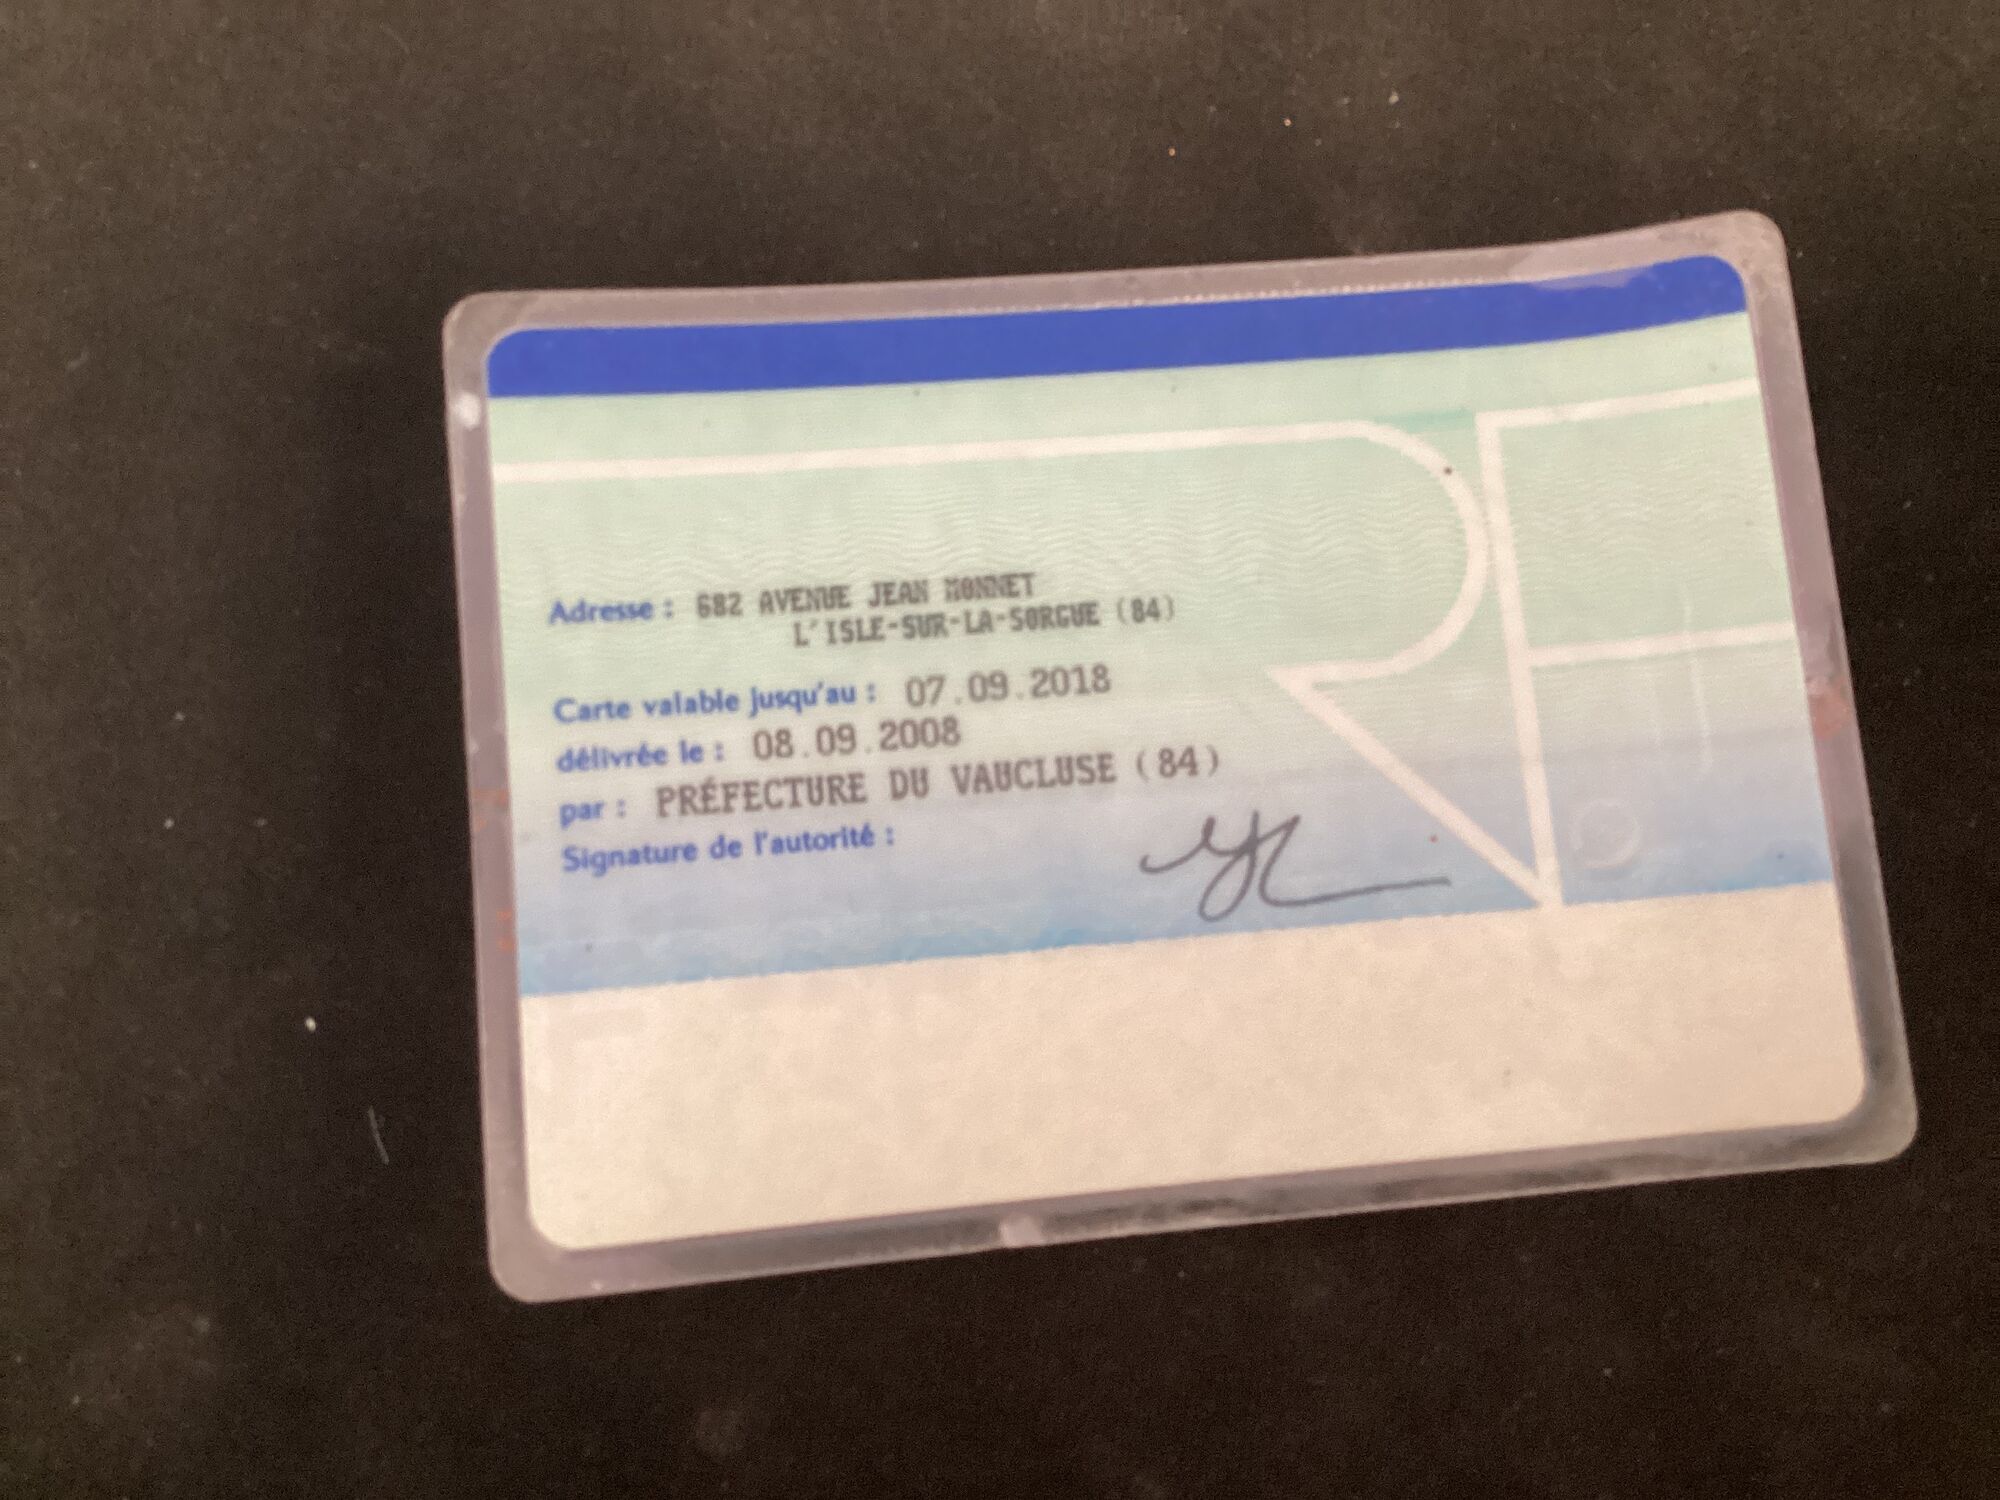 Adresse : 682 AVENUE JEAN MONNET
L'ISLE-SUR-LA-SORGUE (84)
Carte valable jusqu'au : 07.09.2018
délivrée le : 08.09.2008
par : PRÉFECTURE DU VAUCLUSE (84)
Signature de l'autorité :
RF